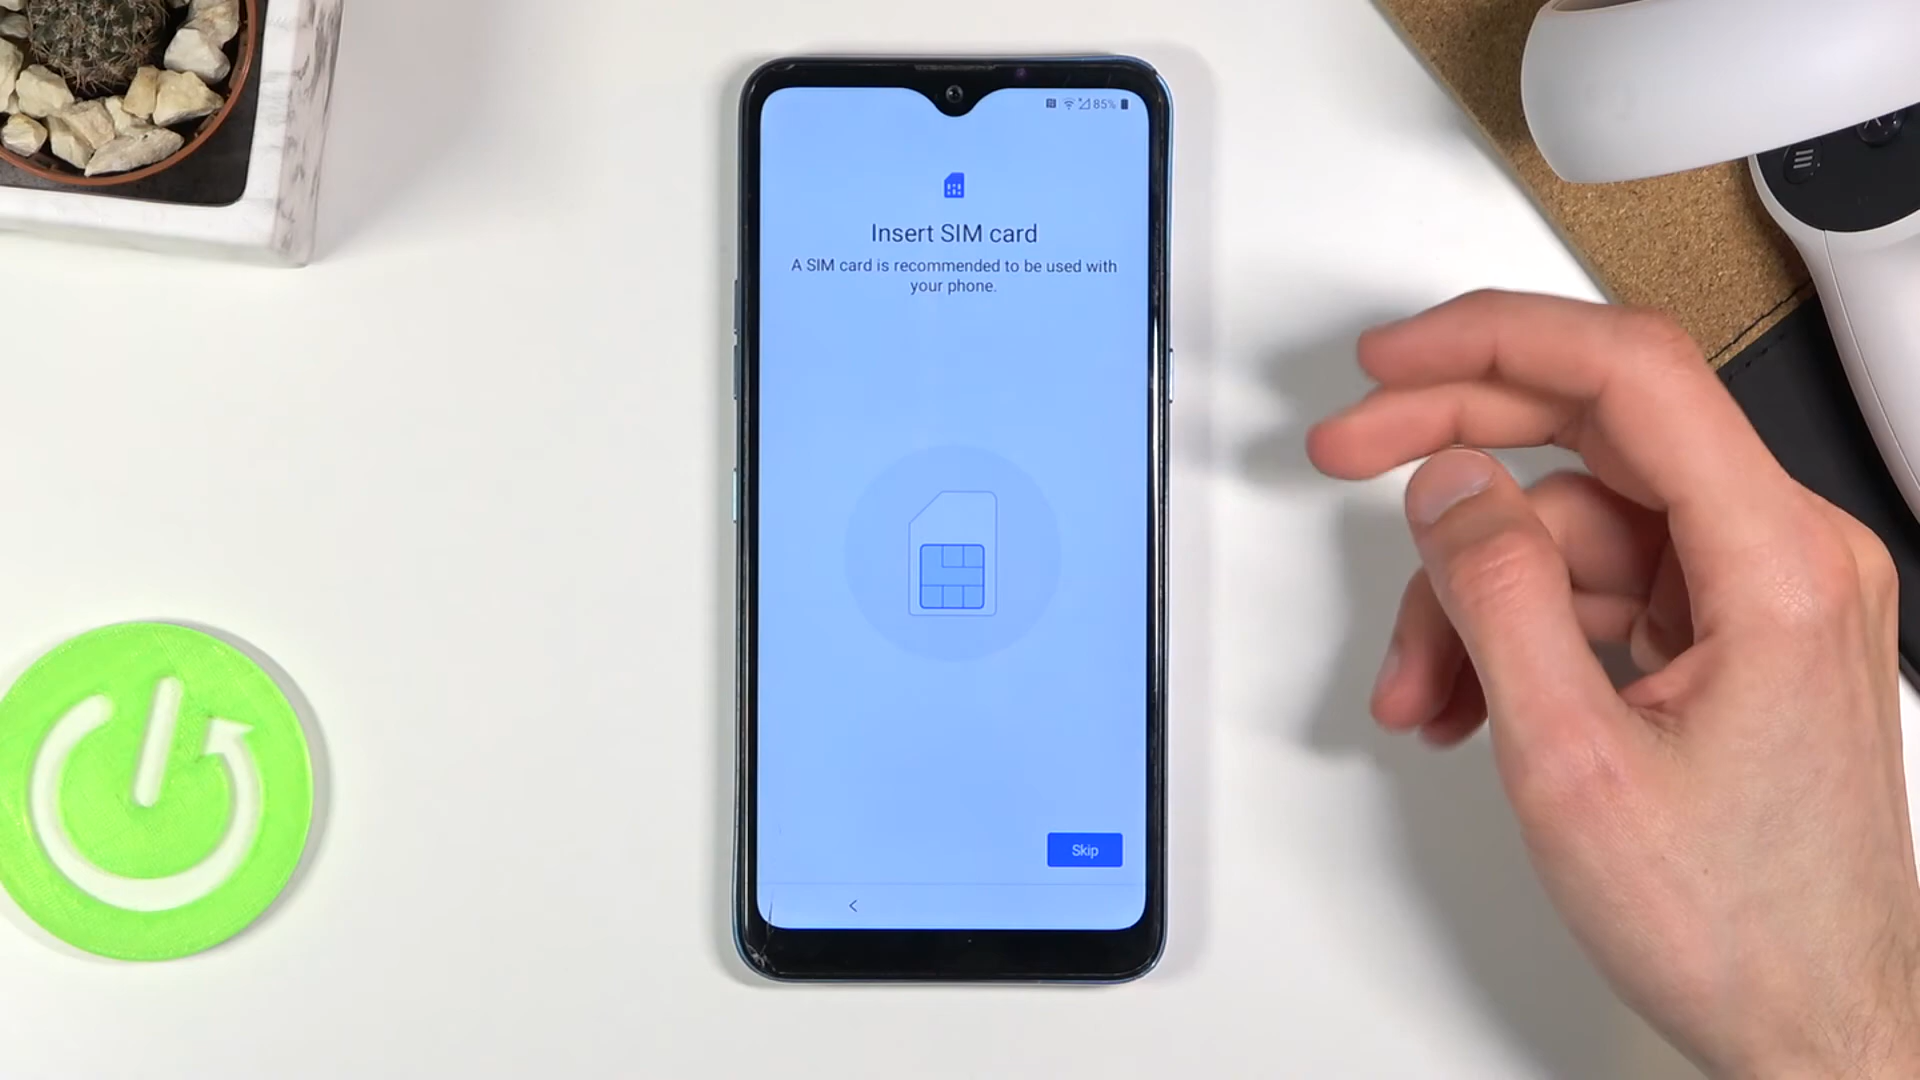 85%
Insert SIM card
A SIM card is recommended to be used with
your phone.
Skip